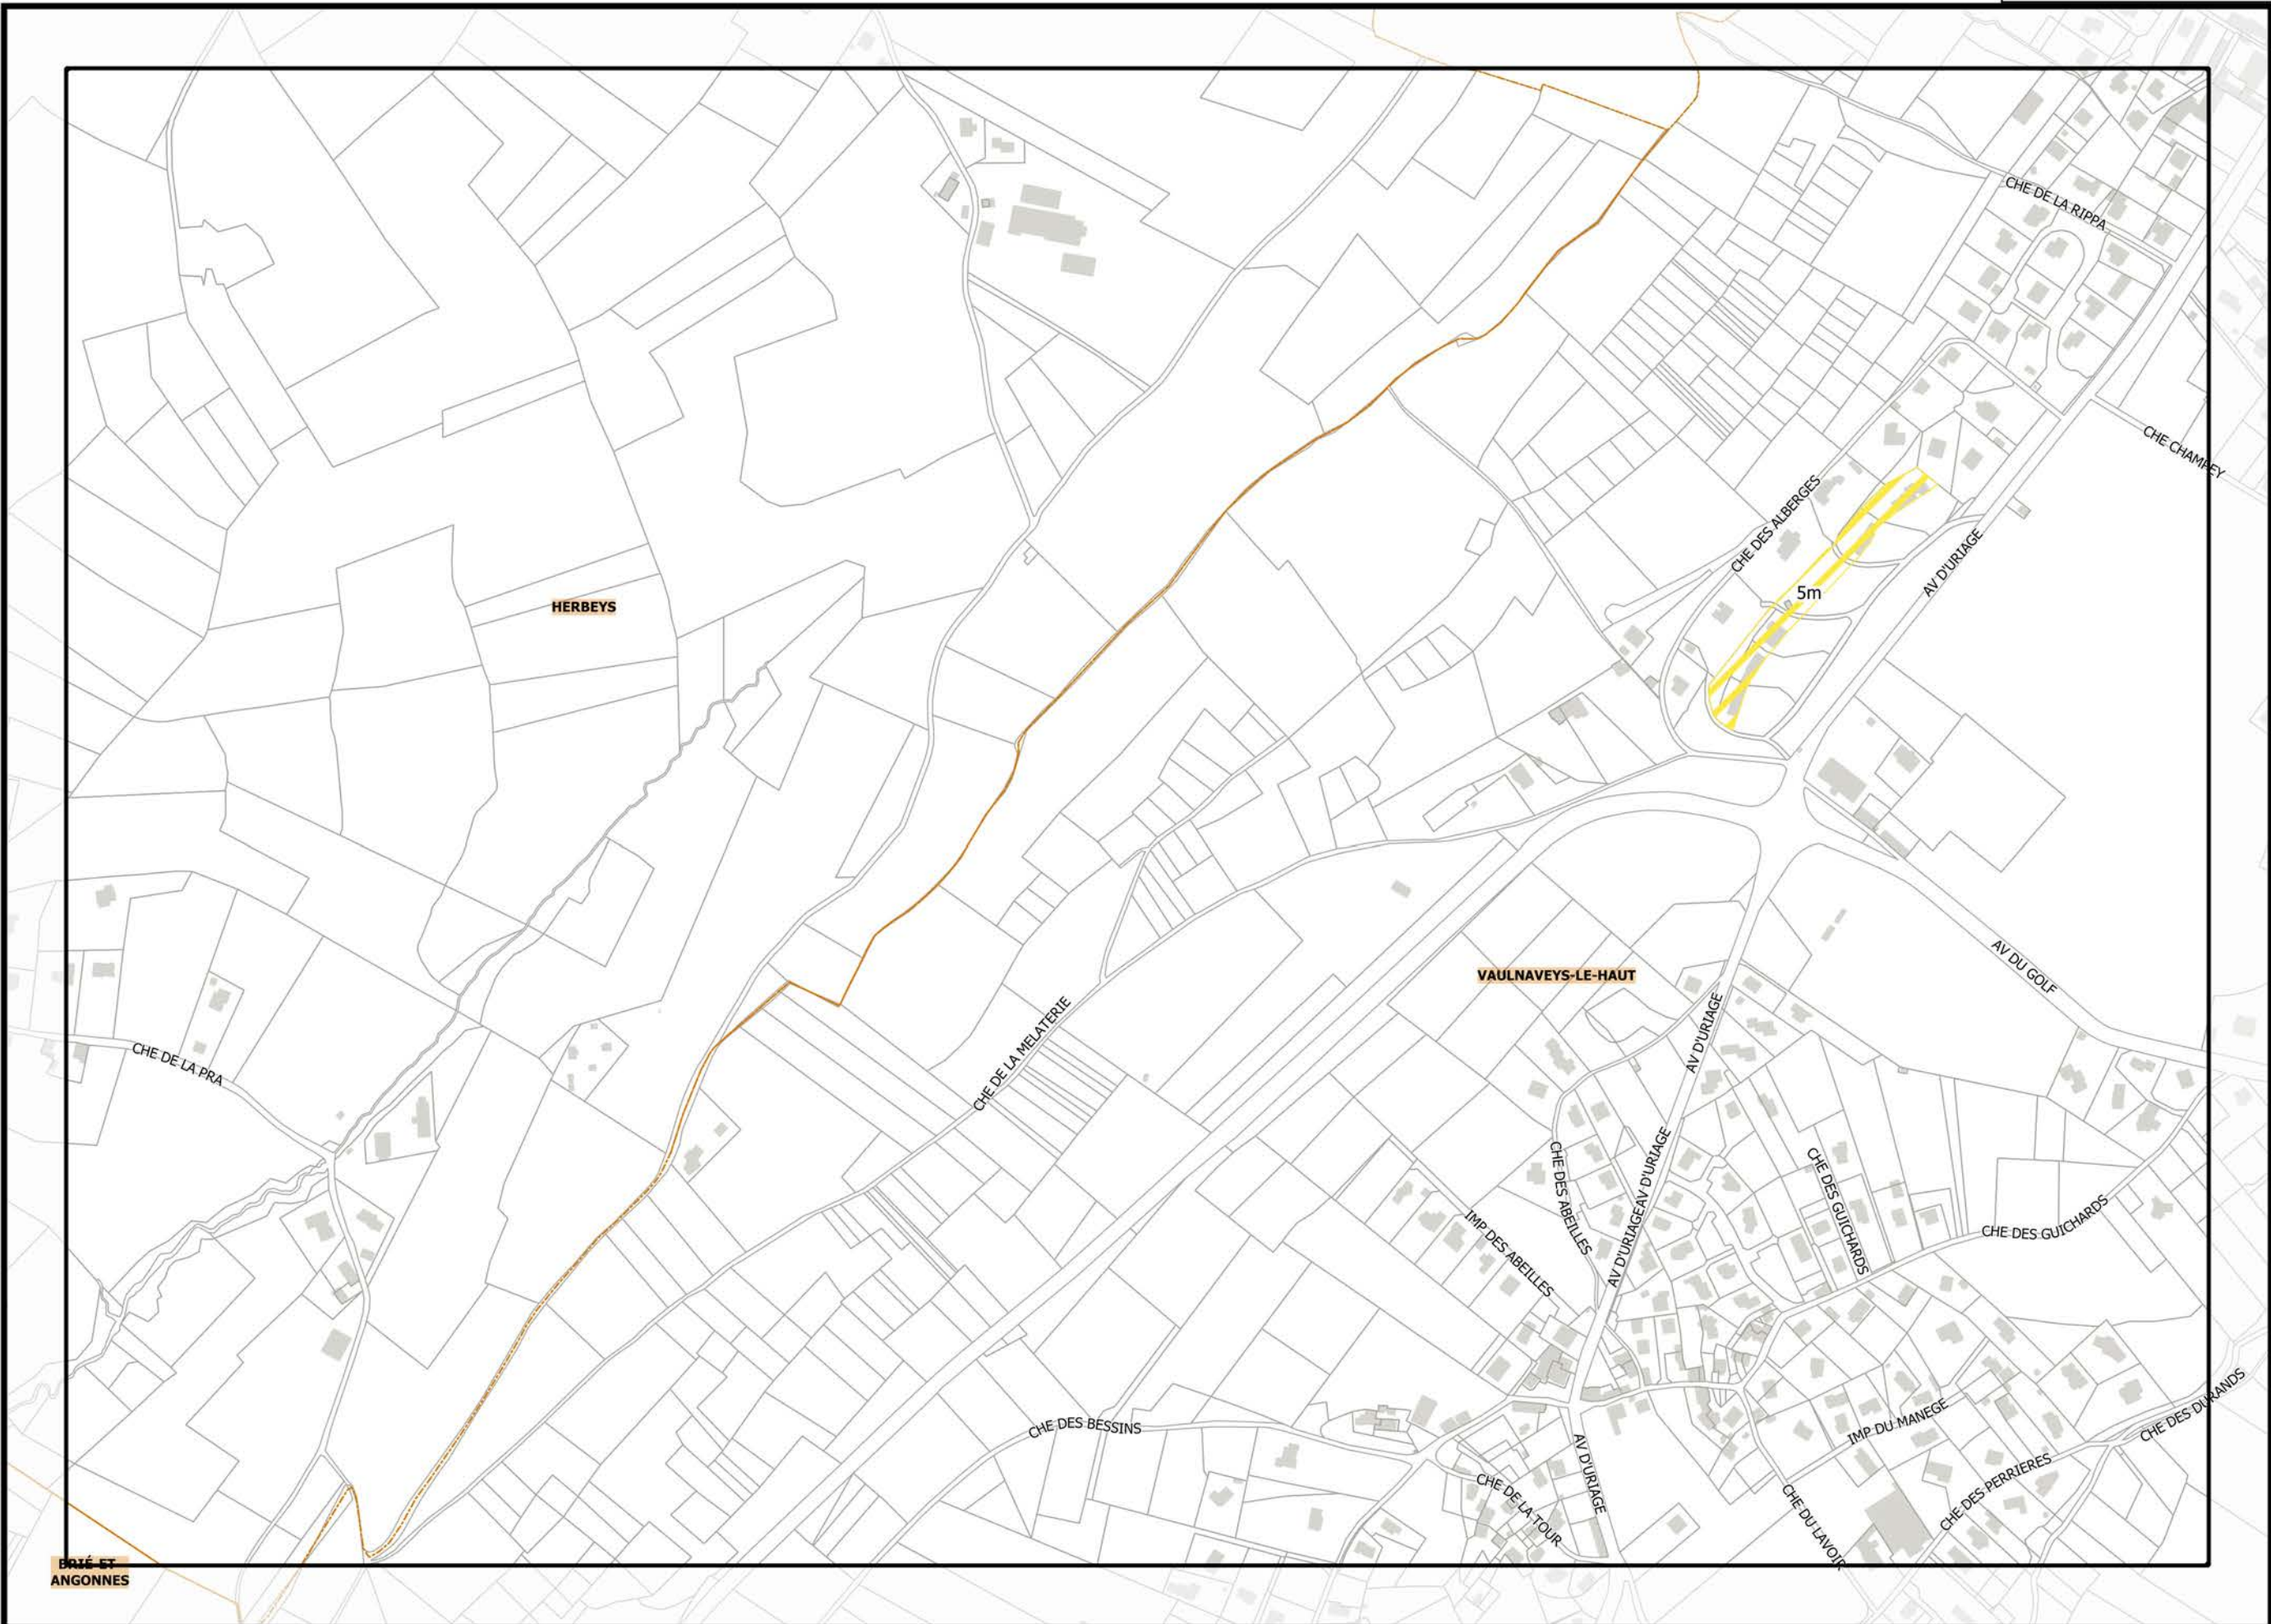 CHE DE LA RIPPA
CHE CHAMPEY
CHE DES ALBERGES
AV D'URIAGE
5m
HERBEYS
VAULNAVEYS-LE-HAUT
AV DU GOLF
CHE DE LA MELATERIE
AV D'URIAGE
CHE DE LA PRA
CHE DES ABEILLES
AV D'URIAGE
AV D'URIAGE
CHE DES GUICHARDS
CHE DES GUICHARDS
IMP DES ABEILLES
CHE DES BESSINS
IMP DU MANEGE
CHE DES DURANDS
AV D'URIAGE
CHE DE LA TOUR
CHE DES PERRIERES
CHE DU LAVOIR
BRIÉ-ET-
ANGONNES